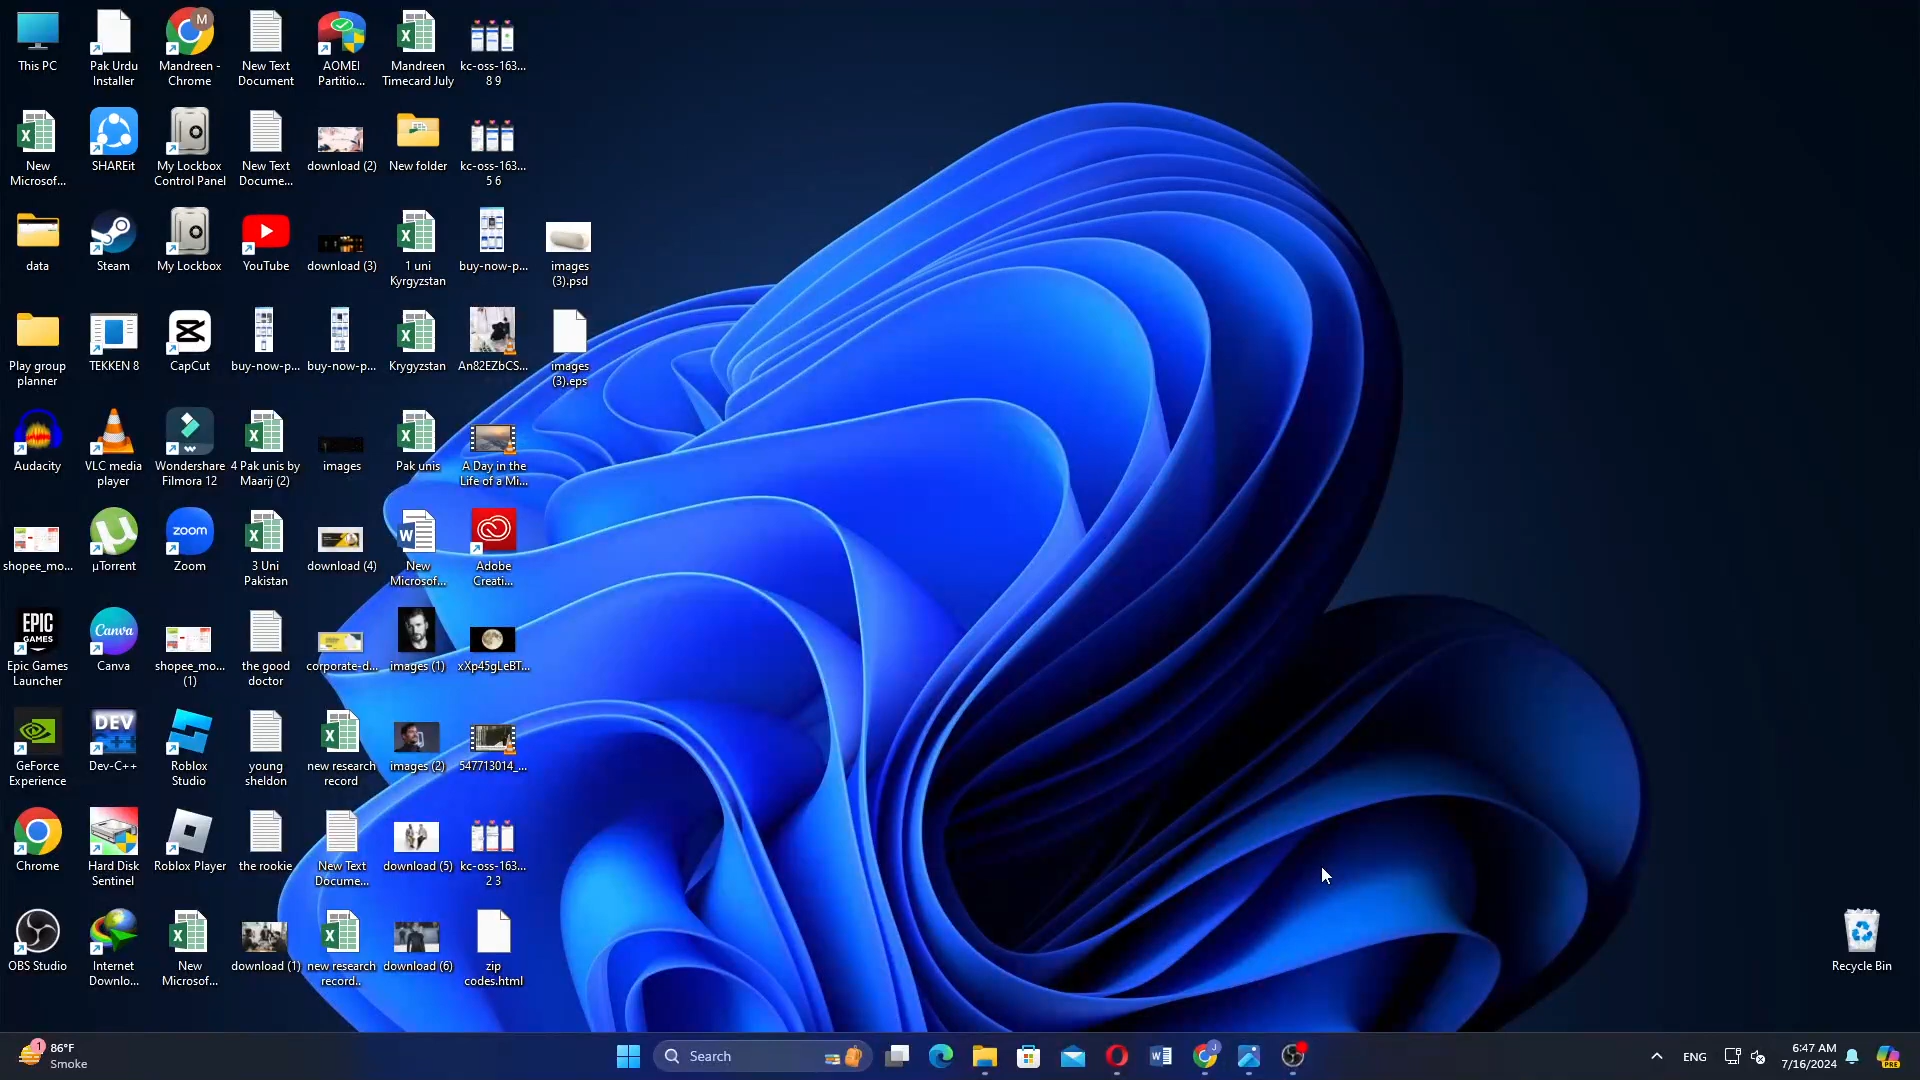 This PC
Pak Urdu
Installer
Mandreen -
Chrome
New Text
Document
AOMEI
Partitio...
Mandreen
Timecard July
kc-oss-163...
8 9
New
Microsof...
SHAREit
My Lockbox
Control Panel
New Text
Docume...
download (2)
New folder
kc-oss-163...
5 6
data
Steam
My Lockbox
YouTube
download (3)
1 uni
Kyrgyzstan
buy-now-p...
images
(3).psd
Play group
planner
TEKKEN 8
CapCut
buy-now-p...
buy-now-p...
Krygyzstan
An82EZbCS...
images
(3).eps
Audacity
VLC media
player
Wondershare
Filmora 12
4 Pak unis by
Maarij (2)
images
Pak unis
A Day in the
Life of a Mi...
shopee_mo...
µTorrent
zoom
Zoom
3 Uni
Pakistan
download (4)
New
Microsof...
Adobe
Creati...
EPIC
GAMES
Epic Games
Launcher
Canva
Canva
shopee_mo...
(1)
the good
doctor
corporate-d...
images (1)
xXp45gLeBT...
GeForce
Experience
DEV
C++
Dev-C++
Roblox
Studio
young
sheldon
new research
record
images (2)
547713014_...
Chrome
Hard Disk
Sentinel
Roblox Player
the rookie
New Text
Docume...
download (5)
kc-oss-163...
2 3
OBS Studio
Internet
Downlo...
New
Microsof...
download (1)
new research
record..
download (6)
zip
codes.html
Recycle Bin
1
86°F
Smoke
Search
ENG
6:47 AM
7/16/2024
PRE